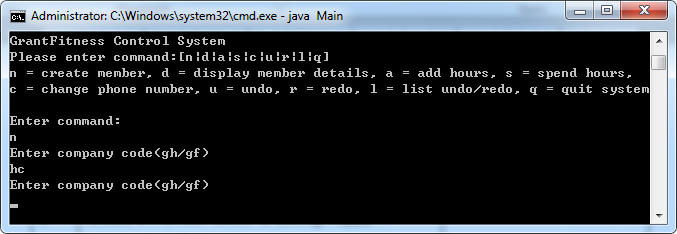 Administrator: C:\Windows\system32\cmd.exe - java  Main
GrantFitness Control System
Please enter command:[n|d|a|s|c|u|r|l|q]
n = create member, d = display member details, a = add hours, s = spend hours,
c = change phone number, u = undo, r = redo, l = list undo/redo, q = quit system
Enter command:
n
Enter company code(gh/gf)
hc
Enter company code(gh/gf)